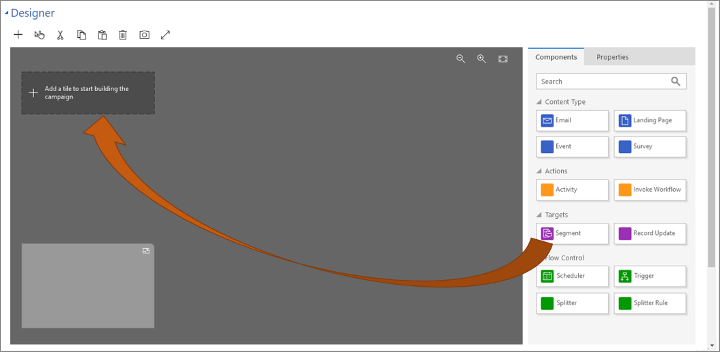 Designer
Components
Properties
Add a tile to start building the
campaign
Search
Content Type
Email
Landing Page
Event
Survey
Actions
Activity
Invoke Workflow
Targets
Segment
Record Update
low Control
Scheduler
Trigger
Splitter
Splitter Rule